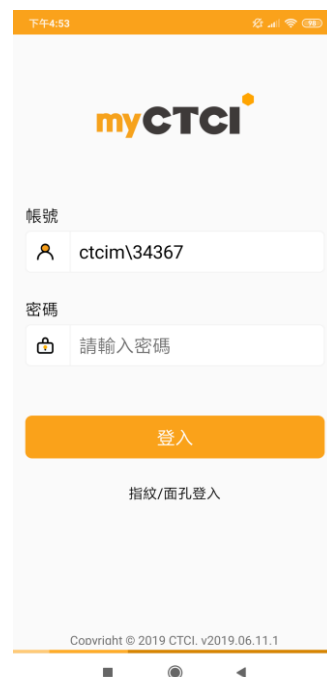 下午4:53
myCTCI
帳號
ctcim\34367
密碼
請輸入密碼
登入
指紋/面孔登入
Copyright © 2019 CTCI. v2019.06.11.1